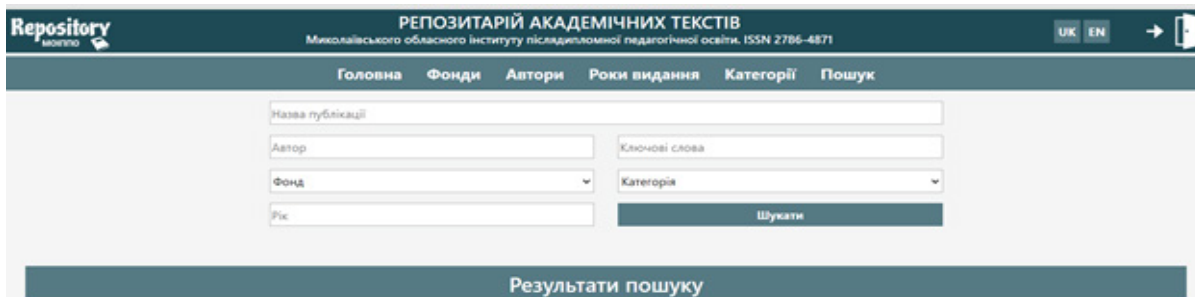 Repository
МОІППО
РЕПОЗИТАРІЙ АКАДЕМІЧНИХ ТЕКСТІВ
Миколаївського обласного інституту післядипломної педагогічної освіти. ISSN 2786-4871
UK EN
Головна Фонди Автори Роки видання Категорії Пошук
Назва публікації
Автор Ключові слова
Фонд Категорія
Рік Шукати
Результати пошуку